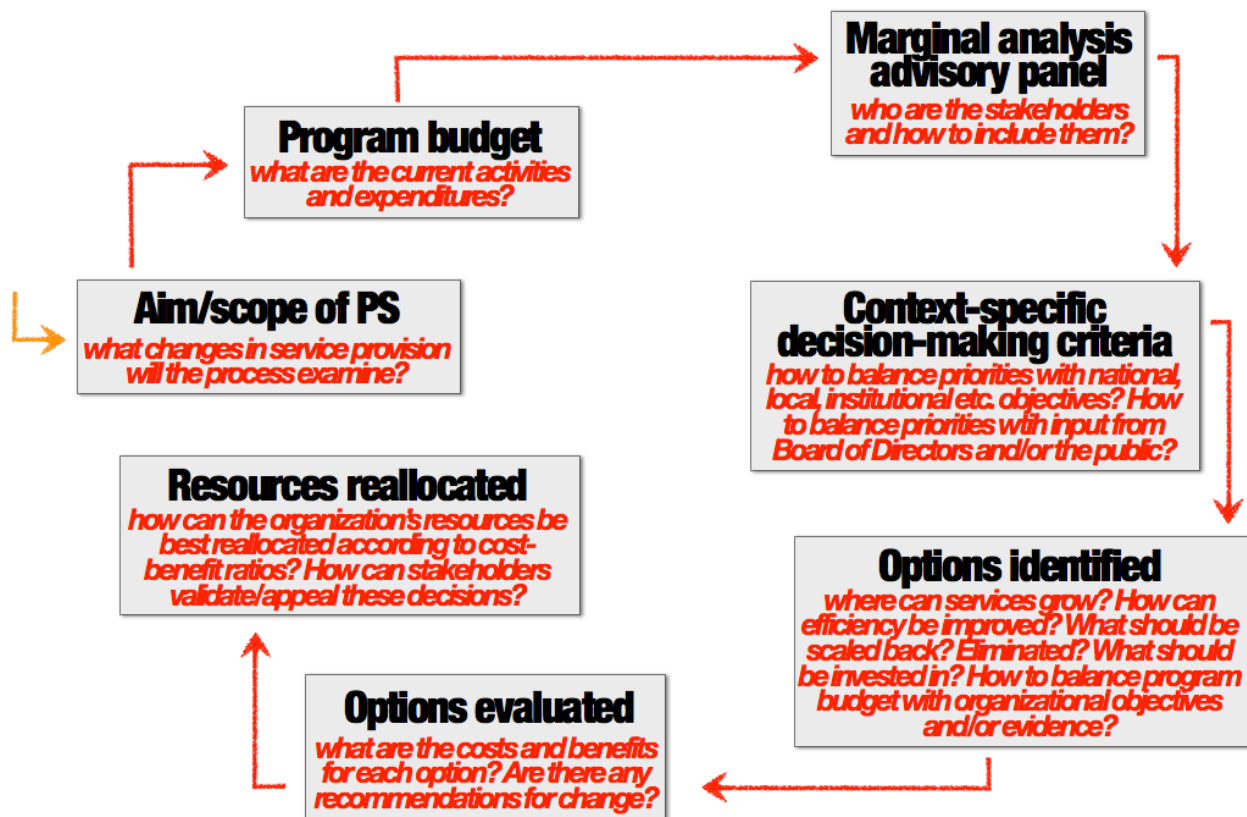 Marginal analysis
advisory panel
who are the stakeholders
and how to include them?
Program budget
what are the current activities
and expenditures?
Aim/scope of PS
what changes in service provision
will the process examine?
Context-specific
decision-making criteria
how to balance priorities with national,
local, institutional etc. objectives? How
to balance priorities wtih input from
Board of Directors and/or the public?
Resources reallocated
how can the organization's resources be
best reallocated according to cost-
benefit ratios? How can stakeholders
validate/appeal these decisions?
Options identified
where can services grow? How can
efficiency be improved? What should be
scaled back? Eliminated? What should
be invested in? How to balance program
budget with organizational objectives
and/or evidence?
Options evaluated
what are the costs and benefits
for each option? Are there any
recommendations for change?